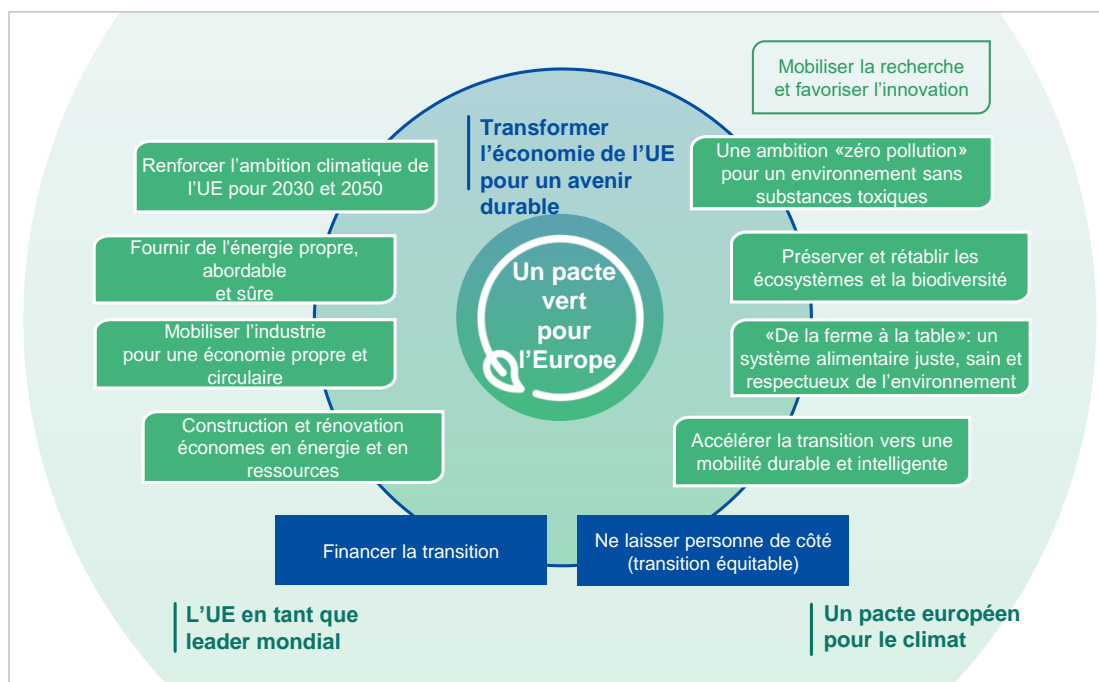 Mobiliser la recherche
et favoriser l’innovation
Transformer
l’économie de l’UE
pour un avenir
durable
Renforcer l’ambition climatique de
l’UE pour 2030 et 2050
Une ambition «zéro pollution»
pour un environnement sans
substances toxiques
Fournir de l'énergie propre,
abordable
et sûre
Préserver et rétablir les
écosystèmes et la biodiversité
Un pacte
vert
pour
l’Europe
Mobiliser l’industrie
pour une économie propre et
circulaire
«De la ferme à la table»: un
système alimentaire juste, sain et
respectueux de l’environnement
Construction et rénovation
économes en énergie et en
ressources
Accélérer la transition vers une
mobilité durable et intelligente
Financer la transition
Ne laisser personne de côté
(transition équitable)
L’UE en tant que
leader mondial
Un pacte européen
pour le climat